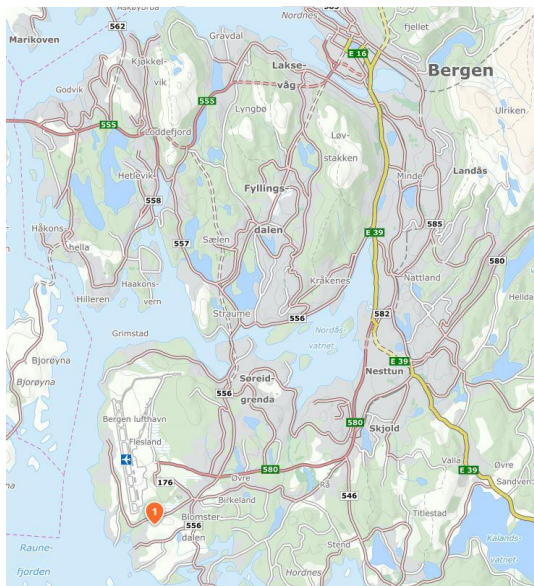 Askøybrua
562
Nordnes
Marikoven
Gravdal
Kjøkkel-
vik
Godvik
Lakse-
våg
E 16
fjellet
Bergen
555
555
Lyngbø
Ulriken
Loddefjord
Løv-
stakken
Hetlevik
Minde
Landås
Fyllings-
dalen
558
585
Håkons-
hella
557
Sælen
E 39
580
Haakons-
vern
Kråkenes
Nattland
Hilleren
Straume
556
582
Grimstad
Nordås-
vatnet
Bjorøyna
Bjorøyna
E 39
Nesttun
Søreid-
grenda
556
Bergen lufthavn
Flesland
580
Skjold
Valla
Øvre
Sandven
E 39
580
Øvre
Birkeland
Rå
176
546
1
556
Blomster-
dalen
Titlestad
Kalands-
vatnet
Raune-
fjorden
Stend
Hordnes